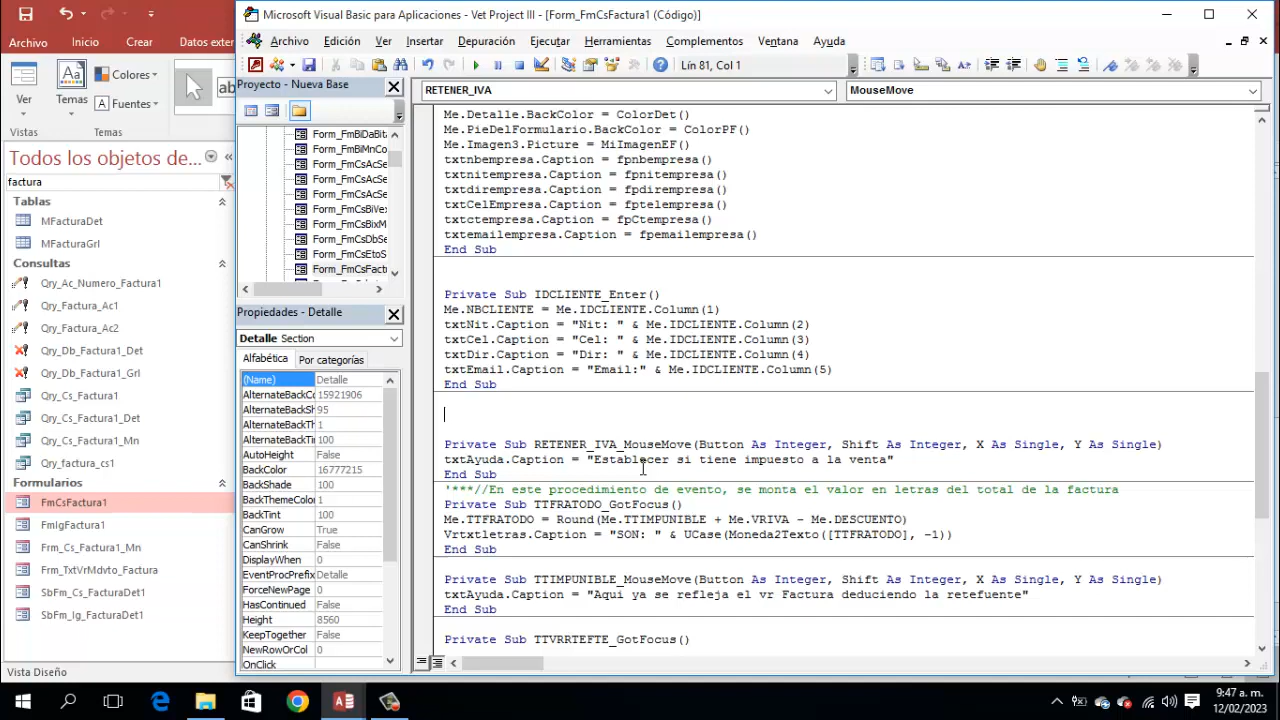 Microsoft Visual Basic para Aplicaciones - Vet Project III - [Form_FmCsFactura1 (Código)]
Archivo
Inicio
Crear
Datos exter
Archivo Edición Ver Insertar Depuración Ejecutar Herramientas Complementos Ventana Ayuda
Lín 81, Col 1
Ver
Temas
Colores
Fuentes
ab
Vistas
Temas
Todos los objetos de...
factura
Tablas
MFacturaDet
MFacturaGrl
Consultas
Qry_Ac_Numero_Factura1
Qry_Factura_Ac1
Qry_Factura_Ac2
Qry_Db_Factura1_Det
Qry_Db_Factura1_Grl
Qry_Cs_Factura1
Qry_Cs_Factura1_Det
Qry_Cs_Factura1_Mn
Qry_factura_cs1
Formularios
FmCsFactura1
FmIgFactura1
Frm_Cs_Factura1_Mn
Frm_TxtVrMdvto_Factura1
SbFm_Cs_FacturaDet1
SbFm_Ig_FacturaDet1
Vista Diseño
Proyecto - Nueva Base
Form_FmBiDaBita
Form_FmBiMnCo
Form_FmCsAcSe
Form_FmCsAcSe
Form_FmCsAcSe
Form_FmCsBiVex
Form_FmCsBixM
Form_FmCsDbSe
Form_FmCsEtoS
Form_FmCsFactu
Propiedades - Detalle
Detalle Section
Alfabética
Por categorías
(Name) Detalle
AlternateBackCo 15921906
AlternateBackSh 95
AlternateBackTh 1
AlternateBackTin 100
AutoHeight False
BackColor 16777215
BackShade 100
BackThemeColor 1
BackTint 100
CanGrow True
CanShrink False
DisplayWhen 0
EventProcPrefix Detalle
ForceNewPage 0
HasContinued False
Height 8560
KeepTogether False
NewRowOrCol 0
OnClick
RETENER_IVA
MouseMove
Me.Detalle.BackColor = ColorDet()
Me.PieDelFormulario.BackColor = ColorPF()
Me.Imagen3.Picture = MiImagenEF()
txtnbempresa.Caption = fpnbempresa()
txtnitempresa.Caption = fpnitempresa()
txtdirempresa.Caption = fpdirempresa()
txtCelEmpresa.Caption = fptelempresa()
txtctempresa.Caption = fpCtempresa()
txtemailempresa.Caption = fpemailempresa()
End Sub
Private Sub IDCLIENTE_Enter()
Me.NBCLIENTE = Me.IDCLIENTE.Column(1)
txtNit.Caption = "Nit: " & Me.IDCLIENTE.Column(2)
txtCel.Caption = "Cel: " & Me.IDCLIENTE.Column(3)
txtDir.Caption = "Dir: " & Me.IDCLIENTE.Column(4)
txtEmail.Caption = "Email:" & Me.IDCLIENTE.Column(5)
End Sub
Private Sub RETENER_IVA_MouseMove(Button As Integer, Shift As Integer, X As Single, Y As Single)
txtAyuda.Caption = "Establecer si tiene impuesto a la venta"
End Sub
'***//En este procedimiento de evento, se monta el valor en letras del total de la factura
Private Sub TTFRATODO_GotFocus()
Me.TTFRATODO = Round(Me.TTIMPUNIBLE + Me.VRIVA - Me.DESCUENTO)
Vrtxtletras.Caption = "SON: " & UCase(Moneda2Texto([TTFRATODO], -1))
End Sub
Private Sub TTIMPUNIBLE_MouseMove(Button As Integer, Shift As Integer, X As Single, Y As Single)
txtAyuda.Caption = "Aqui ya se refleja el vr Factura deduciendo la retefuente"
End Sub
Private Sub TTVRRTEFTE_GotFocus()
9:47 a. m.
12/02/2023